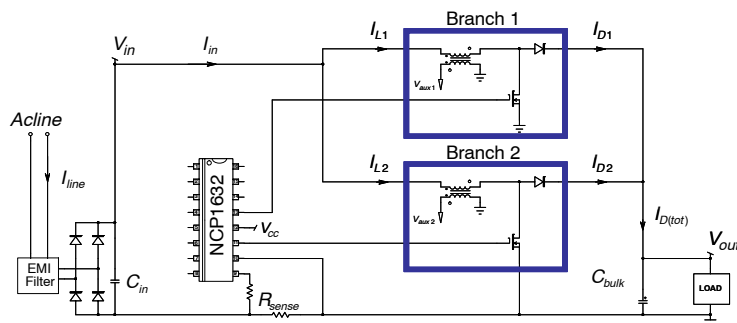 Branch 1
V_in
I_in
I_L1
I_D1
V_aux1
Acline
I_line
Branch 2
I_L2
I_D2
V_aux2
NCP1632
V_cc
I_D(tot)
V_out
EMI
Filter
C_in
R_sense
C_bulk
LOAD